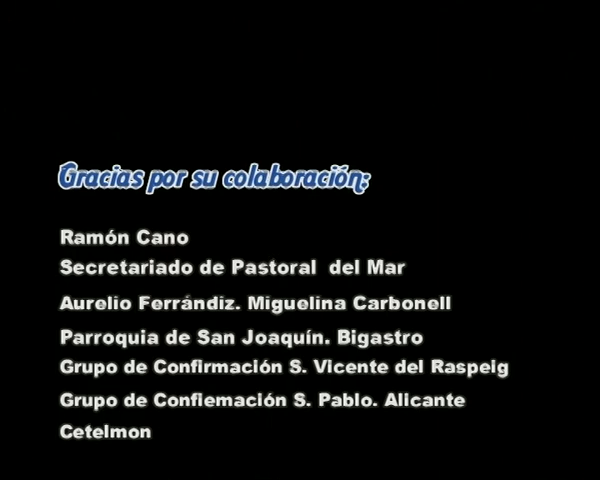 Gracias por su colaboración:
Ramón Cano
Secretariado de Pastoral del Mar
Aurelio Ferrándiz. Miguelina Carbonell
Parroquia de San Joaquín. Bigastro
Grupo de Confirmación S. Vicente del Raspeig
Grupo de Confiemación S. Pablo. Alicante
Cetelmon